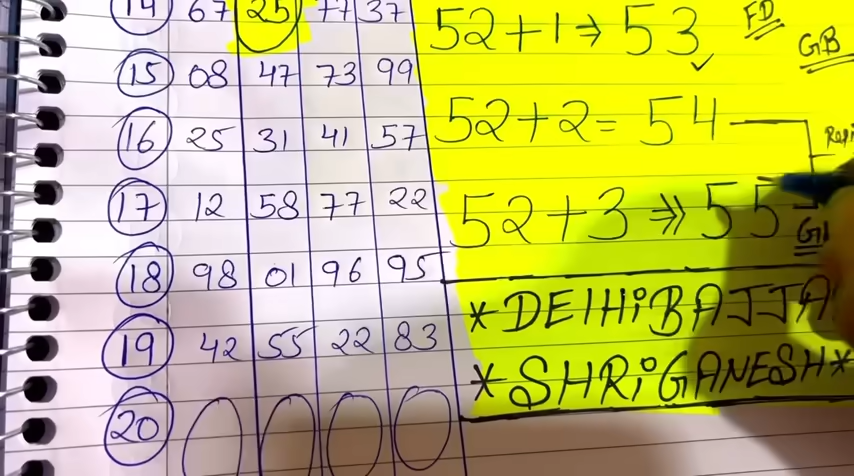 14 67 25 77 37
15 08 47 73 99
16 25 31 41 57
17 12 58 77 22
18 98 01 96 95
19 42 55 22 83
20
52+1→ 53 ✓
FD
GB
52+2= 54
52+3 ⇒ 55
*DElHiBAJJA
*SHRiGANESH*